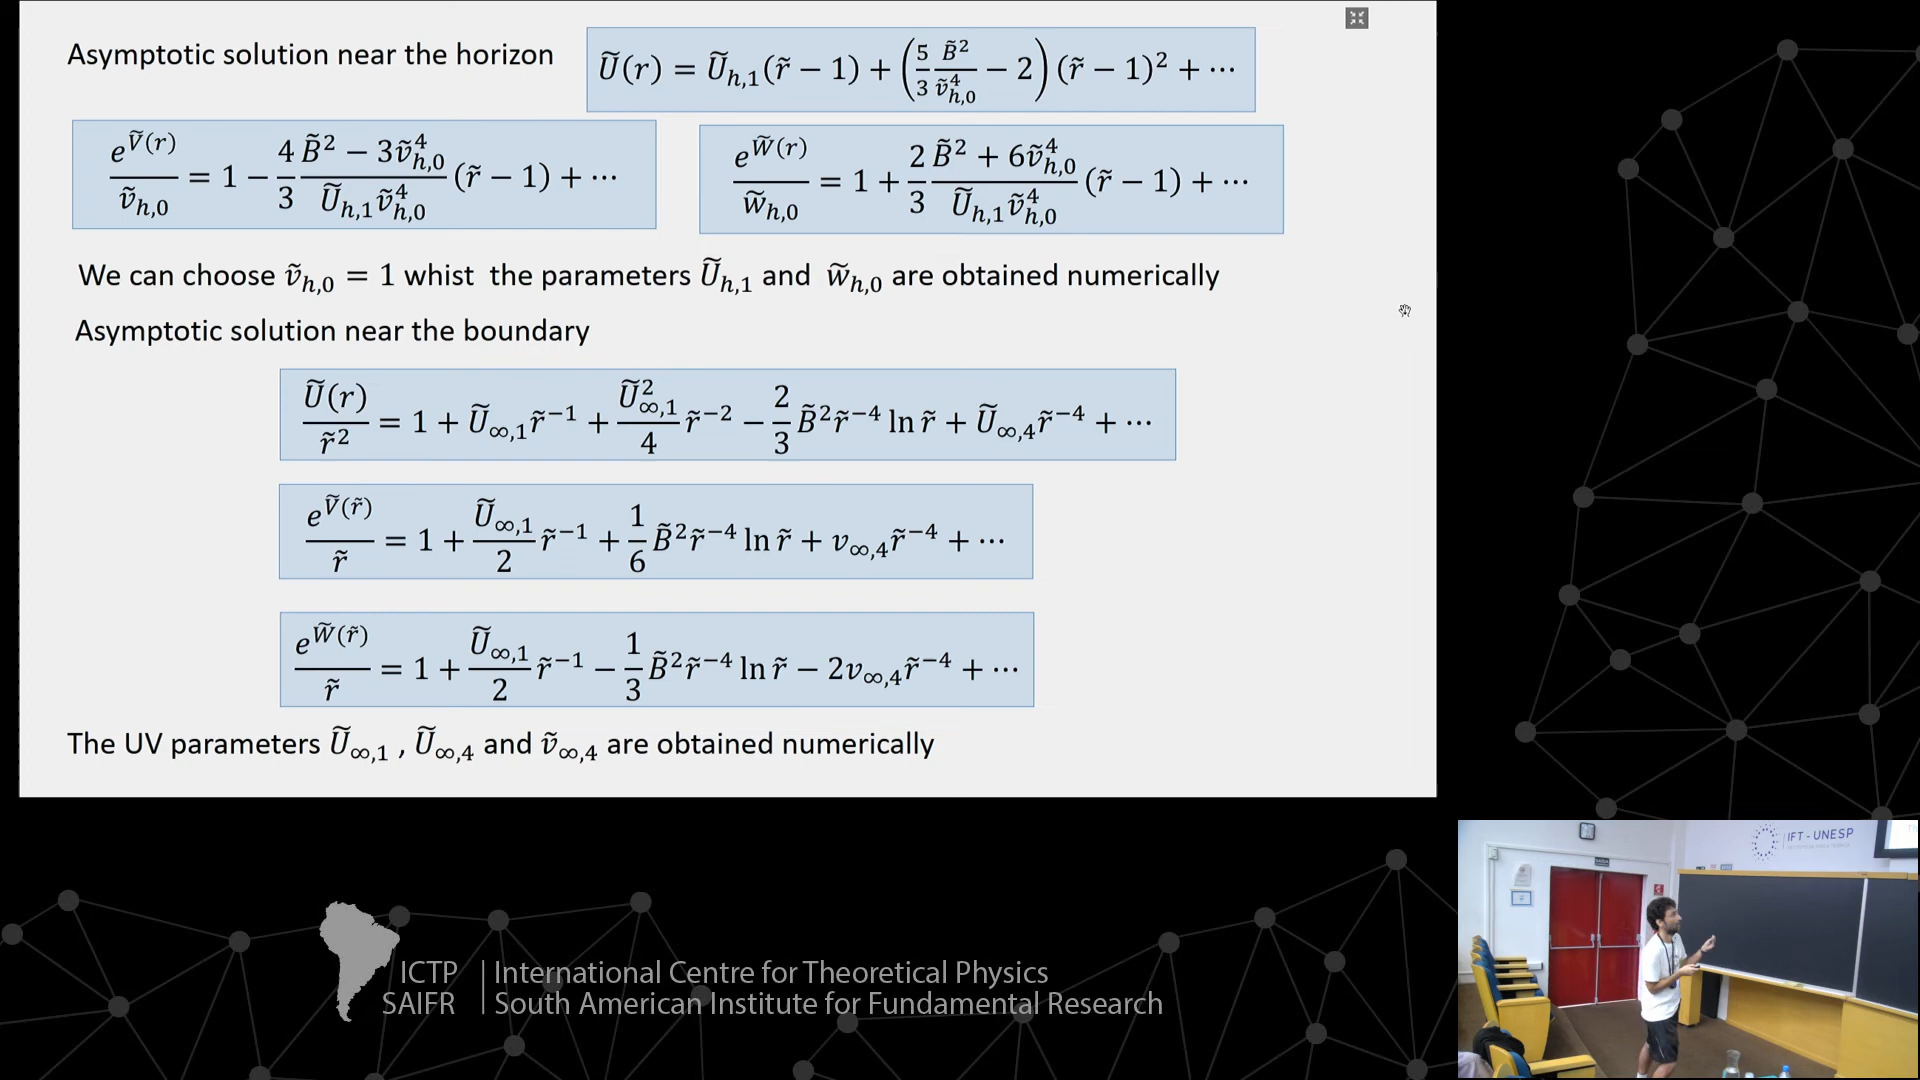 Asymptotic solution near the horizon
Ũ(r) = Ũ_{h,1}(r̃ − 1) + (5/3 B̃²/ṽ⁴_{h,0} − 2)(r̃ − 1)² + ⋯
e^{Ṽ(r)}/ṽ_{h,0} = 1 − 4/3 (B̃² − 3ṽ⁴_{h,0})/(Ũ_{h,1}ṽ⁴_{h,0}) (r̃ − 1) + ⋯
e^{W̃(r)}/w̃_{h,0} = 1 + 2/3 (B̃² + 6ṽ⁴_{h,0})/(Ũ_{h,1}ṽ⁴_{h,0}) (r̃ − 1) + ⋯
We can choose ṽ_{h,0} = 1 whist the parameters Ũ_{h,1} and w̃_{h,0} are obtained numerically
Asymptotic solution near the boundary
Ũ(r)/r̃² = 1 + Ũ_{∞,1}r̃⁻¹ + Ũ²_{∞,1}/4 r̃⁻² − 2/3 B̃²r̃⁻⁴ ln r̃ + Ũ_{∞,4}r̃⁻⁴ + ⋯
e^{Ṽ(r̃)}/r̃ = 1 + Ũ_{∞,1}/2 r̃⁻¹ + 1/6 B̃²r̃⁻⁴ ln r̃ + v_{∞,4}r̃⁻⁴ + ⋯
e^{W̃(r̃)}/r̃ = 1 + Ũ_{∞,1}/2 r̃⁻¹ − 1/3 B̃²r̃⁻⁴ ln r̃ − 2v_{∞,4}r̃⁻⁴ + ⋯
The UV parameters Ũ_{∞,1} , Ũ_{∞,4} and ṽ_{∞,4} are obtained numerically
IFT - UNESP
ICTP | International Centre for Theoretical Physics
SAIFR | South American Institute for Fundamental Research